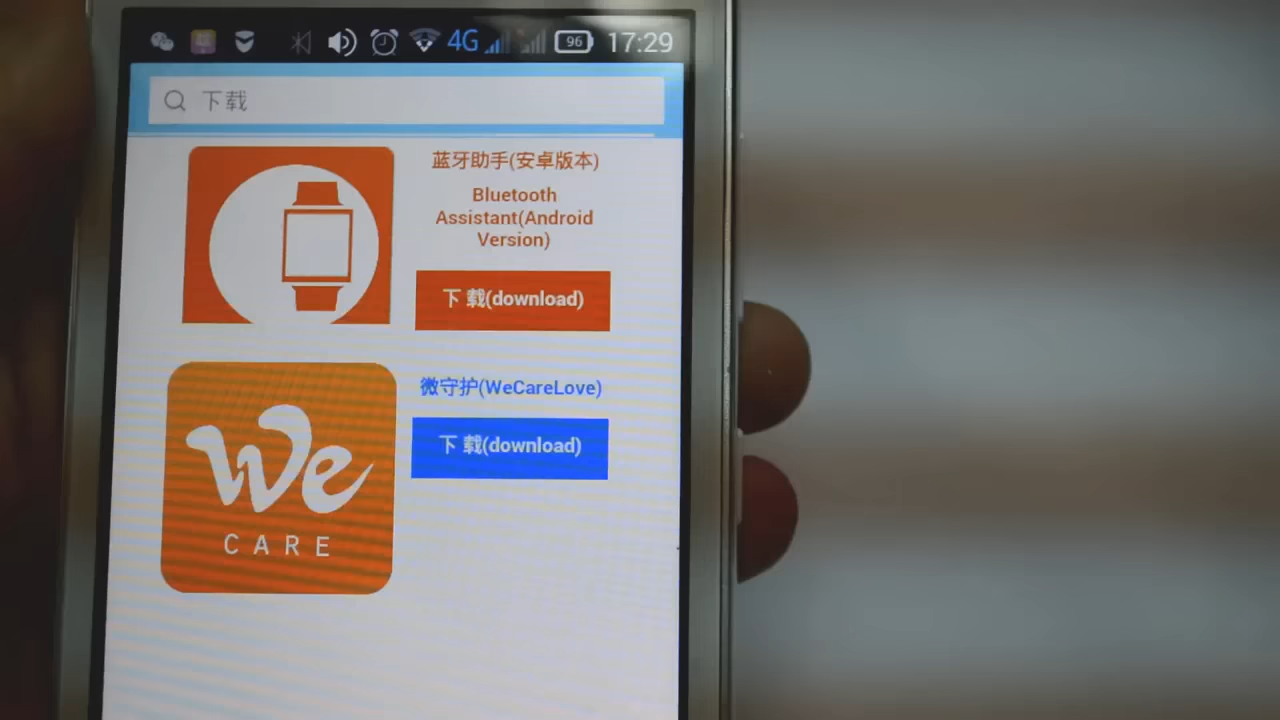 4G 96 17:29
下载
蓝牙助手(安卓版本)
Bluetooth
Assistant(Android
Version)
下 载(download)
微守护(WeCareLove)
下 载(download)
We
CARE